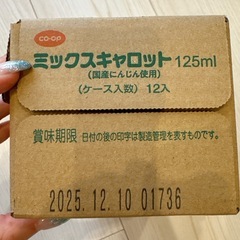 CO・OP
ミックスキャロット 125ml
(国産にんじん使用)
(ケース入数) 12入
賞味期限 日付の後の印字は製造管理を表すものです。
2025.12.10 01736